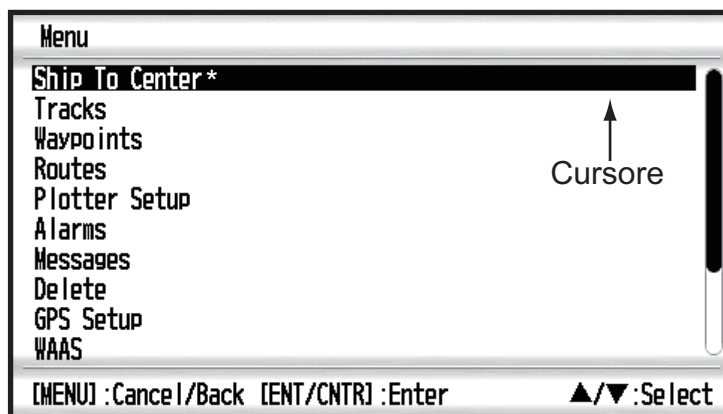 Menu
Ship To Center*
Tracks
Waypoints
Routes
Cursore
Plotter Setup
Alarms
Messages
Delete
GPS Setup
WAAS
[MENU]:Cancel/Back [ENT/CNTR]:Enter ▲/▼:Select